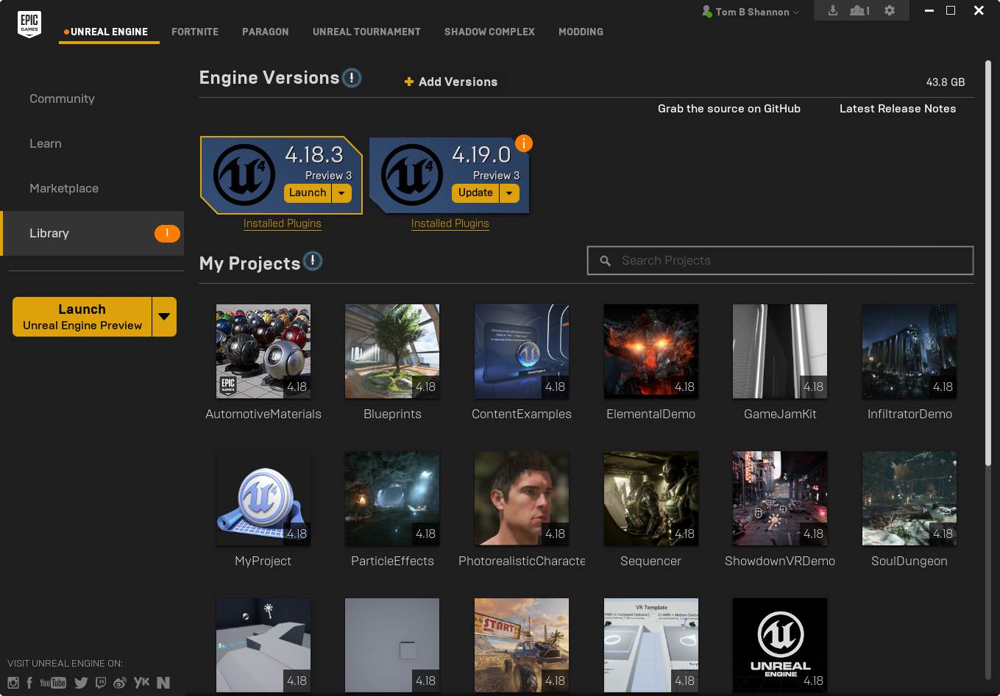 EPIC
GAMES
UNREAL ENGINE
FORTNITE
PARAGON
UNREAL TOURNAMENT
SHADOW COMPLEX
MODDING
Tom B Shannon
1
Community
Learn
Marketplace
Library
1
Launch
Unreal Engine Preview
Engine Versions
Add Versions
43.8 GB
Grab the source on GitHub
Latest Release Notes
4.18.3
Preview 3
Launch
Installed Plugins
4.19.0
Preview 3
Update
Installed Plugins
My Projects
Search Projects
EPIC
GAMES
4.18
4.18
4.18
4.18
4.18
4.18
AutomotiveMaterials
Blueprints
ContentExamples
ElementalDemo
GameJamKit
InfiltratorDemo
4.18
4.18
4.18
4.18
4.18
4.18
MyProject
ParticleEffects
PhotorealisticCharacte
Sequencer
ShowdownVRDemo
SoulDungeon
4.18
4.18
START
4.18
VR Template
4.18
UNREAL
ENGINE
4.18
VISIT UNREAL ENGINE ON:
You Tube